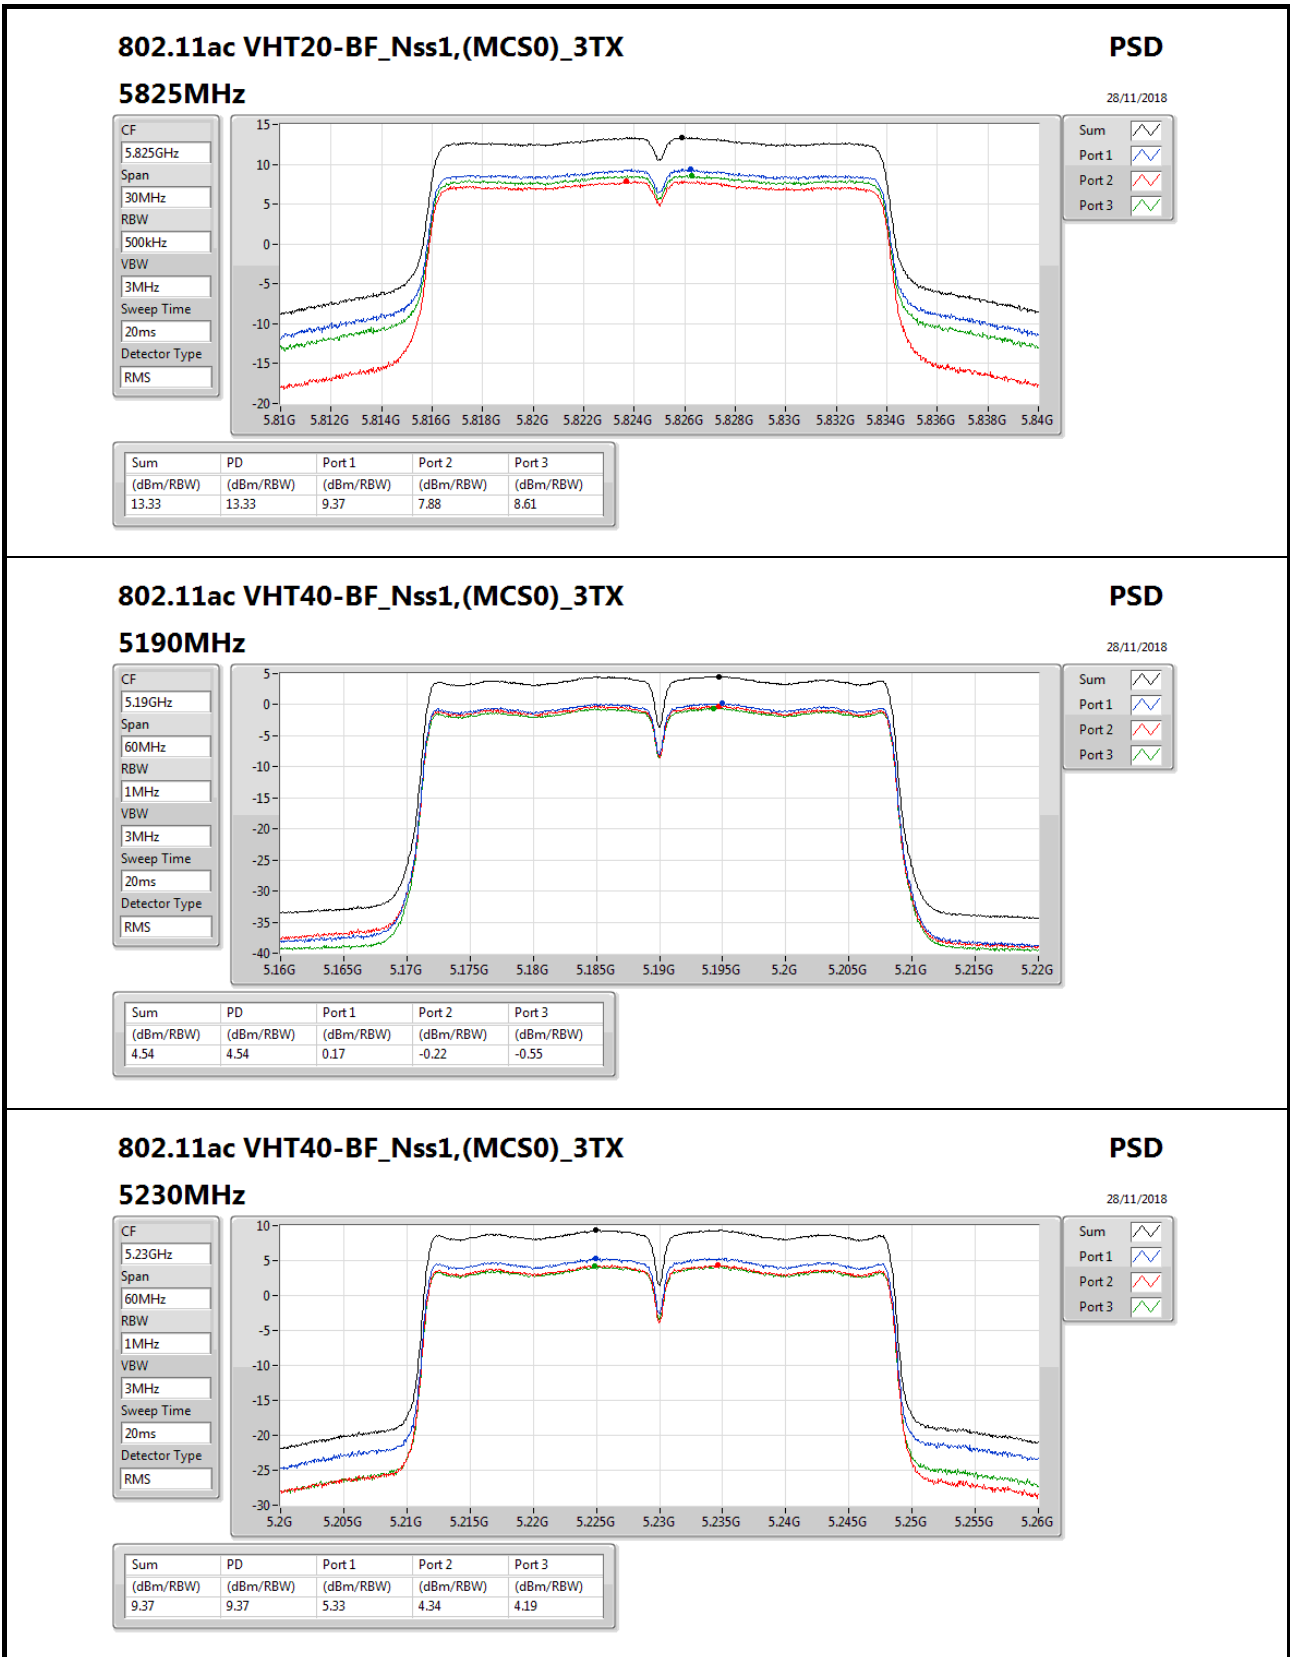 802.11ac VHT20-BF_Nss1,(MCS0)_3TX PSD
5825MHz 28/11/2018
CF
5.825GHz
Span
30MHz
RBW
500kHz
VBW
3MHz
Sweep Time
20ms
Detector Type
RMS
15
10
5
0
-5
-10
-15
-20
5.81G 5.812G 5.814G 5.816G 5.818G 5.82G 5.822G 5.824G 5.826G 5.828G 5.83G 5.832G 5.834G 5.836G 5.838G 5.84G
Sum
Port 1
Port 2
Port 3
Sum PD Port 1 Port 2 Port 3
(dBm/RBW) (dBm/RBW) (dBm/RBW) (dBm/RBW) (dBm/RBW)
13.33 13.33 9.37 7.88 8.61
802.11ac VHT40-BF_Nss1,(MCS0)_3TX PSD
5190MHz 28/11/2018
CF
5.19GHz
Span
60MHz
RBW
1MHz
VBW
3MHz
Sweep Time
20ms
Detector Type
RMS
5
0
-5
-10
-15
-20
-25
-30
-35
-40
5.16G 5.165G 5.17G 5.175G 5.18G 5.185G 5.19G 5.195G 5.2G 5.205G 5.21G 5.215G 5.22G
Sum
Port 1
Port 2
Port 3
Sum PD Port 1 Port 2 Port 3
(dBm/RBW) (dBm/RBW) (dBm/RBW) (dBm/RBW) (dBm/RBW)
4.54 4.54 0.17 -0.22 -0.55
802.11ac VHT40-BF_Nss1,(MCS0)_3TX PSD
5230MHz 28/11/2018
CF
5.23GHz
Span
60MHz
RBW
1MHz
VBW
3MHz
Sweep Time
20ms
Detector Type
RMS
10
5
0
-5
-10
-15
-20
-25
-30
5.2G 5.205G 5.21G 5.215G 5.22G 5.225G 5.23G 5.235G 5.24G 5.245G 5.25G 5.255G 5.26G
Sum
Port 1
Port 2
Port 3
Sum PD Port 1 Port 2 Port 3
(dBm/RBW) (dBm/RBW) (dBm/RBW) (dBm/RBW) (dBm/RBW)
9.37 9.37 5.33 4.34 4.19